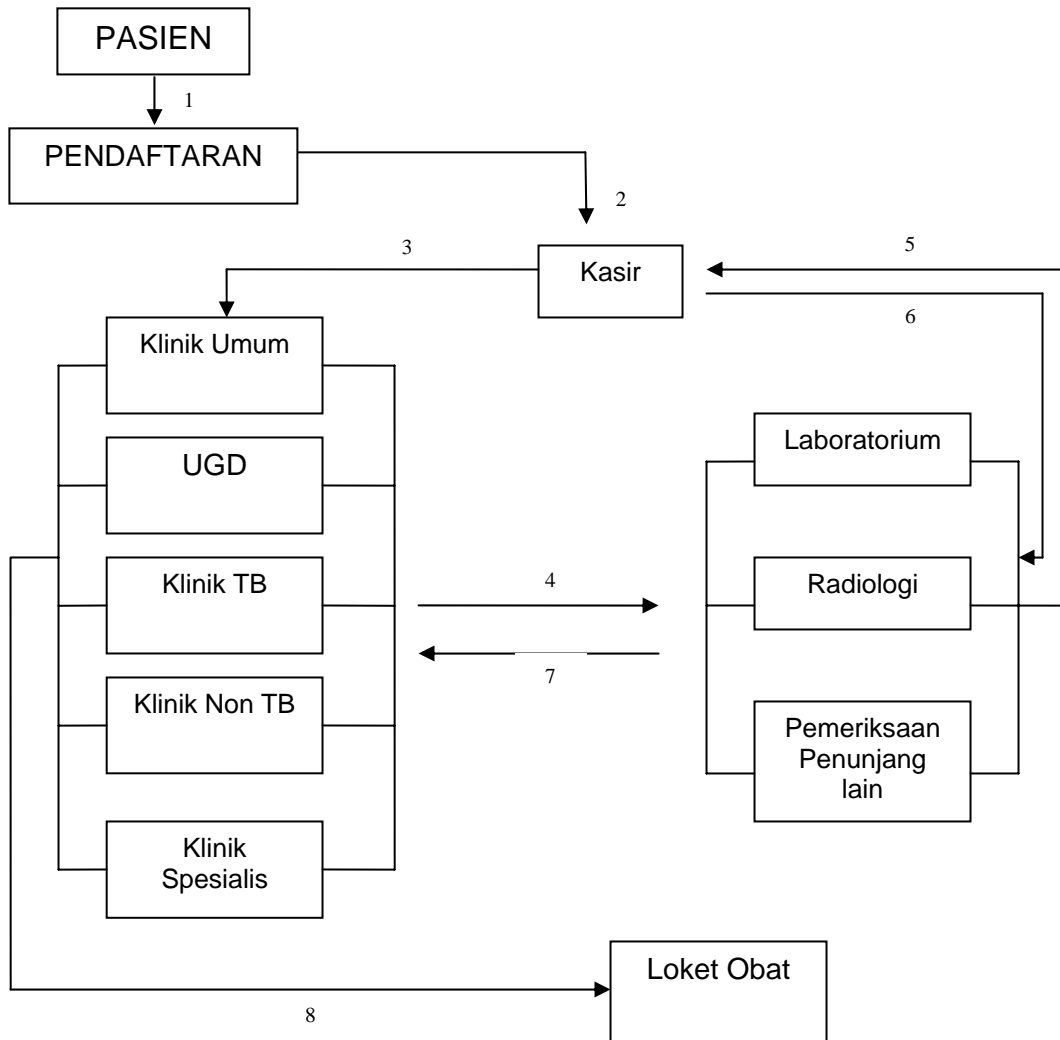 PASIEN
1
PENDAFTARAN
2
3
Kasir
5
6
Klinik Umum
UGD
Klinik TB
Klinik Non TB
Klinik
Spesialis
4
7
Laboratorium
Radiologi
Pemeriksaan
Penunjang
lain
Loket Obat
8